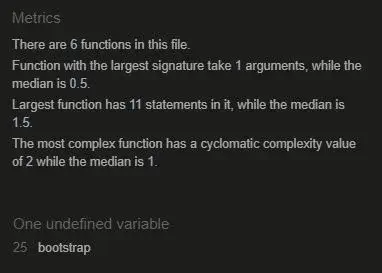 Metrics
There are 6 functions in this file.
Function with the largest signature take 1 arguments, while the
median is 0.5.
Largest function has 11 statements in it, while the median is
1.5.
The most complex function has a cyclomatic complexity value
of 2 while the median is 1.
One undefined variable
25 bootstrap